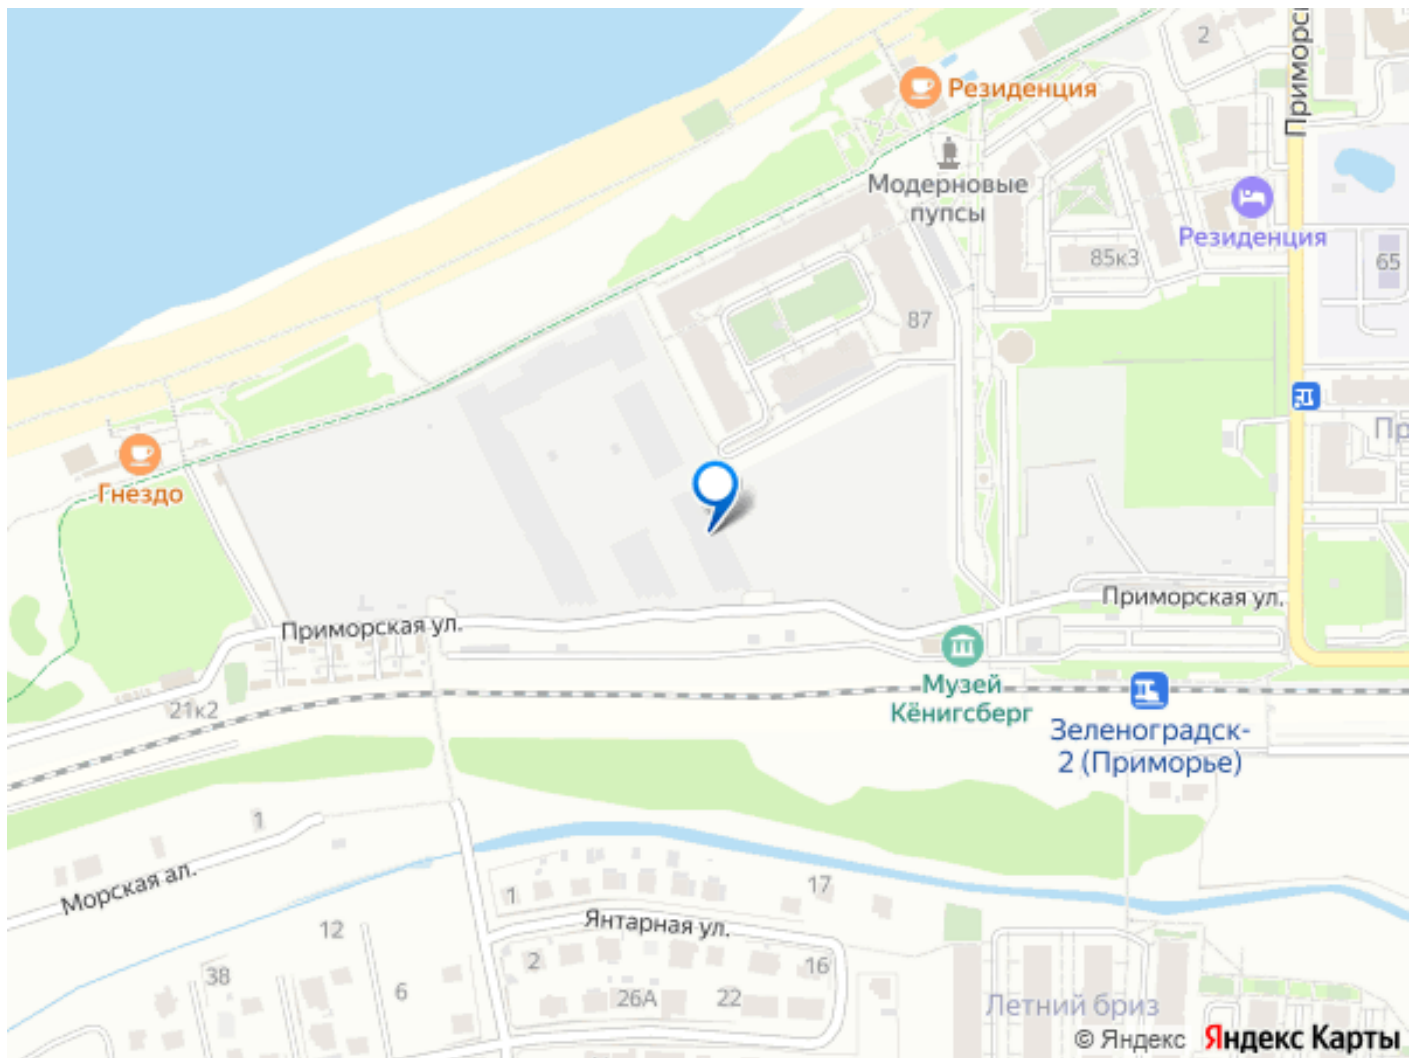 2
Приморс
Резиденция
Модерновые
пупсы
Резиденция
85к3
65
87
Пр
Гнездо
Приморская ул.
Приморская ул.
Музей
Кёнигсберг
21к2
Зеленоградск-
2 (Приморье)
1
Морская ал.
1
17
12
Янтарная ул.
2
16
38
6
26А
22
Летний бриз
© Яндекс Яндекс Карты